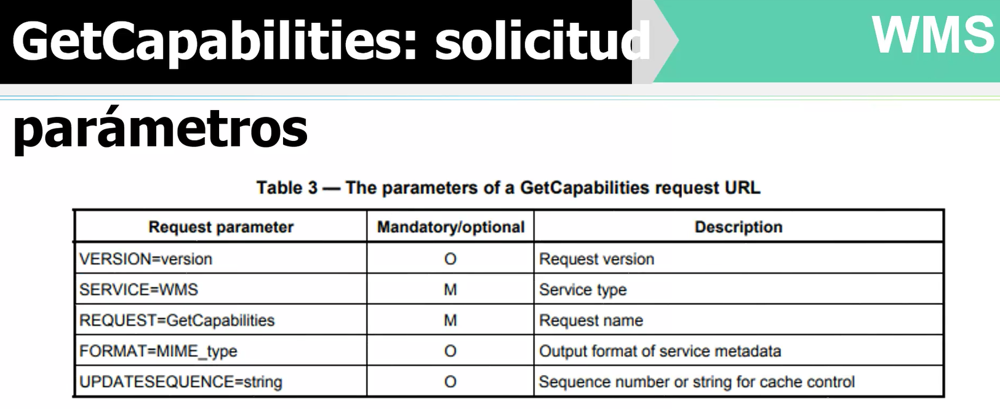 GetCapabilities: solicitud
WMS
parámetros
Table 3 — The parameters of a GetCapabilities request URL
Request parameter Mandatory/optional Description
VERSION=version O Request version
SERVICE=WMS M Service type
REQUEST=GetCapabilities M Request name
FORMAT=MIME_type O Output format of service metadata
UPDATESEQUENCE=string O Sequence number or string for cache control